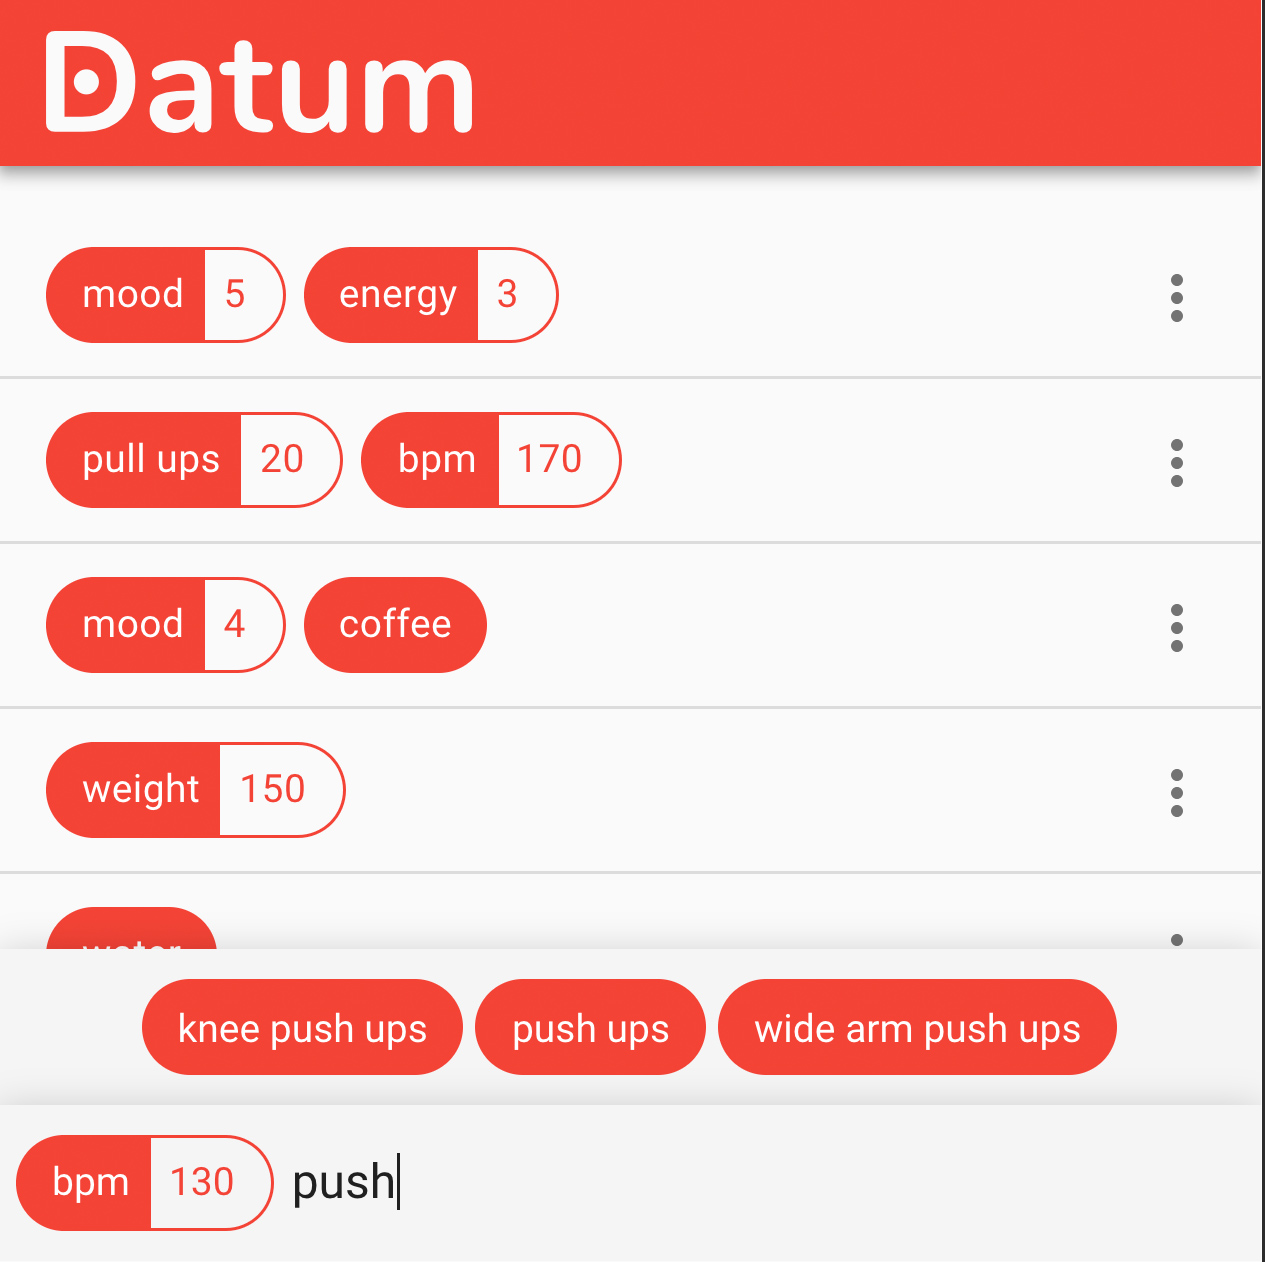 Datum
mood 5 energy 3
pull ups 20 bpm 170
mood 4 coffee
weight 150
water
knee push ups push ups wide arm push ups
bpm 130 push